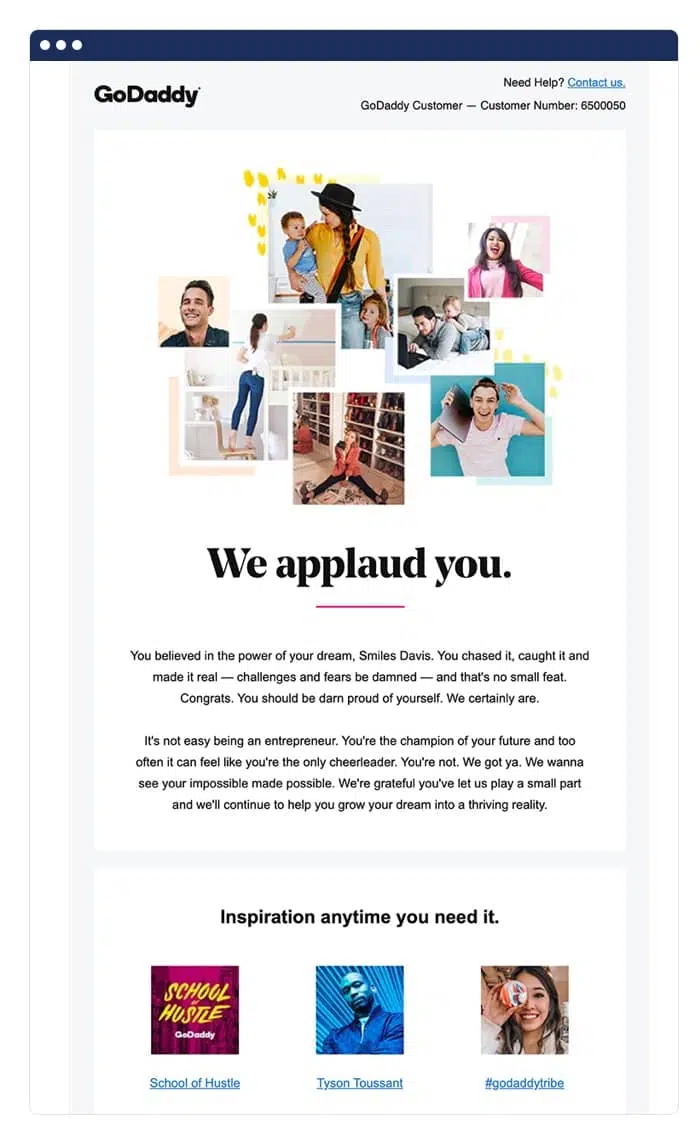 GoDaddy
Need Help? Contact us.
GoDaddy Customer — Customer Number: 6500050
We applaud you.
You believed in the power of your dream, Smiles Davis. You chased it, caught it and
made it real — challenges and fears be damned — and that's no small feat.
Congrats. You should be darn proud of yourself. We certainly are.
It's not easy being an entrepreneur. You're the champion of your future and too
often it can feel like you're the only cheerleader. You're not. We got ya. We wanna
see your impossible made possible. We're grateful you've let us play a small part
and we'll continue to help you grow your dream into a thriving reality.
Inspiration anytime you need it.
SCHOOL
of
HUSTLE
GoDaddy
School of Hustle
Tyson Toussant
#godaddytribe